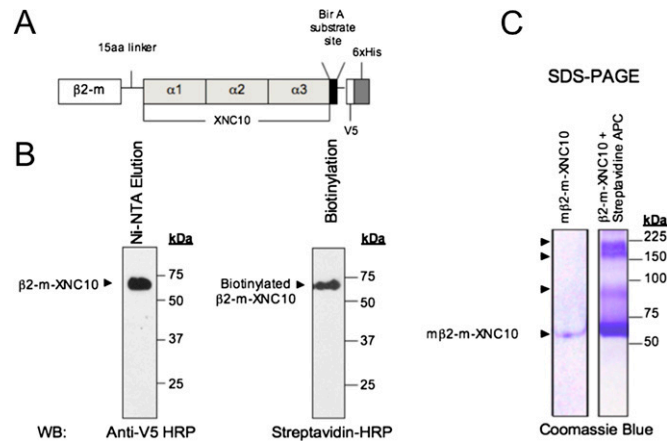 A
15aa linker
Bir A
substrate
site
6xHis
β2-m
α1
α2
α3
XNC10
V5
B
Ni-NTA Elution
kDa
β2-m-XNC10
75
50
37
25
Biotinylation
kDa
Biotinylated
β2-m-XNC10
75
50
37
25
WB:
Anti-V5 HRP
Streptavidin-HRP
C
SDS-PAGE
mβ2-m-XNC10
β2-m-XNC10 +
Streptavidine APC
kDa
225
150
100
75
50
mβ2-m-XNC10
Coomassie Blue